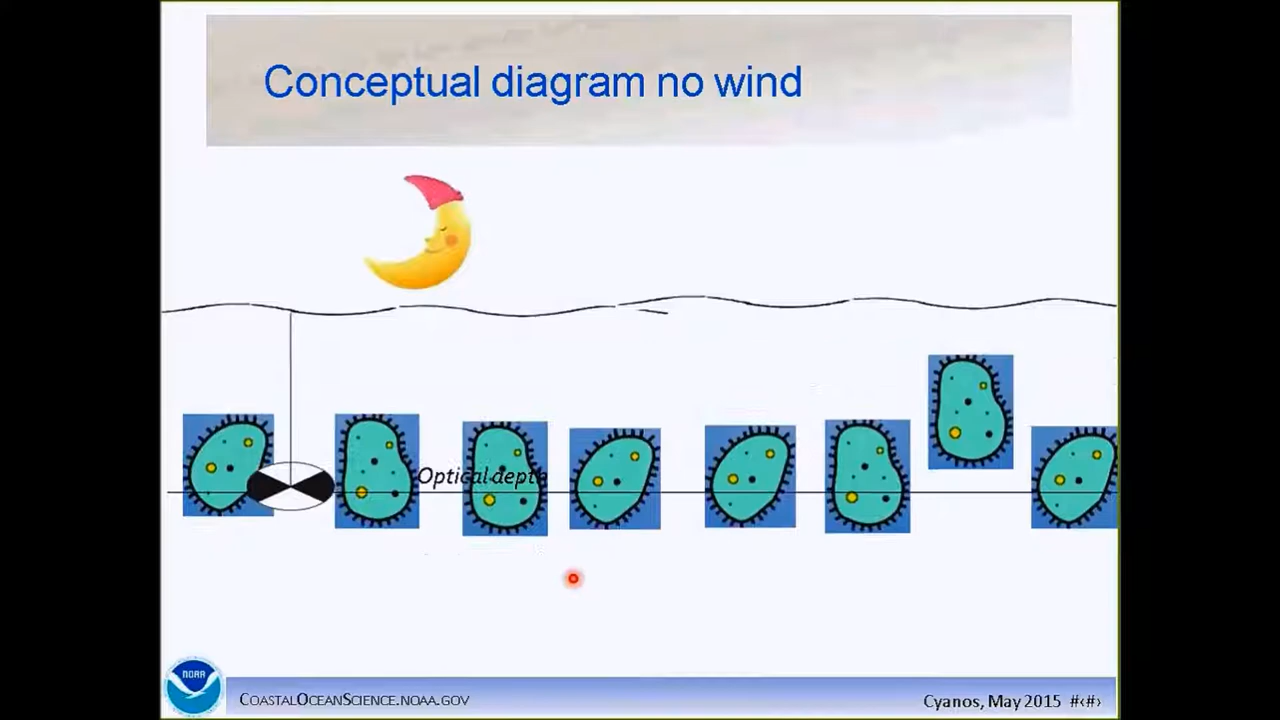 Conceptual diagram no wind
Optical depth
NOAA
COASTALOCEANSCIENCE.NOAA.GOV
Cyanos, May 2015 #‹#›